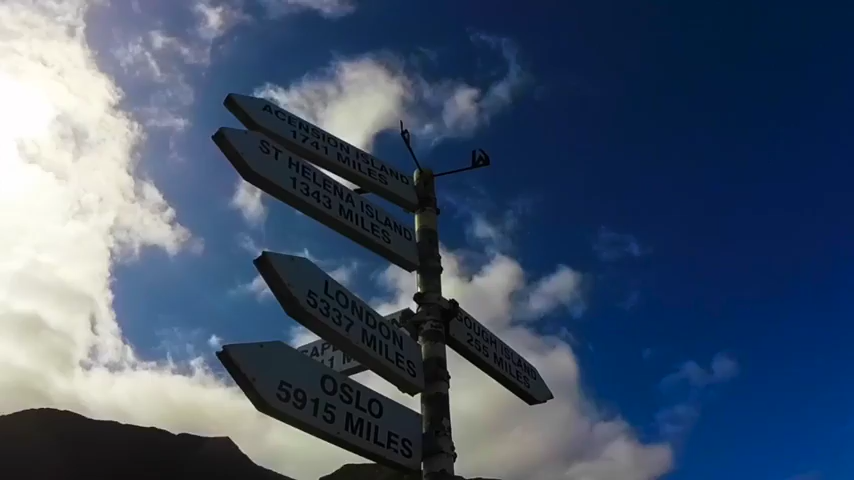 ACENSION ISLAND
1741 MILES
ST HELENA ISLAND
1343 MILES
LONDON
5337 MILES
GOUGH ISLAND
255 MILES
OSLO
5915 MILES